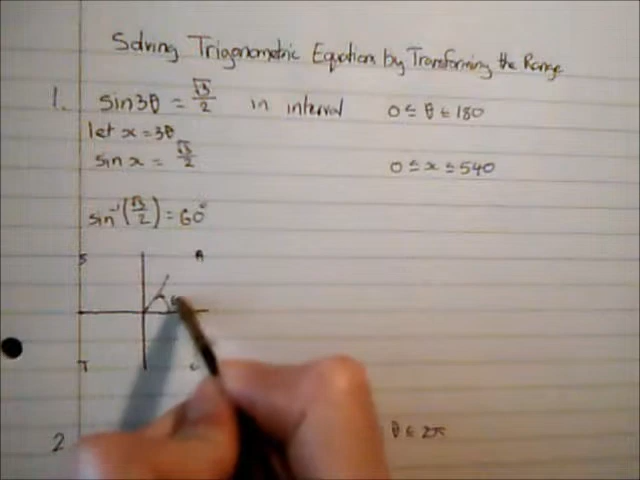 Solving Trigonometric Equations by Transforming the Range
1. sin3θ = √3/2 in interval 0 ≤ θ ≤ 180
let x = 3θ
sin x = √3/2 0 ≤ x ≤ 540
sin⁻¹(√3/2) = 60°
S A
T C
2 θ ≤ 2π